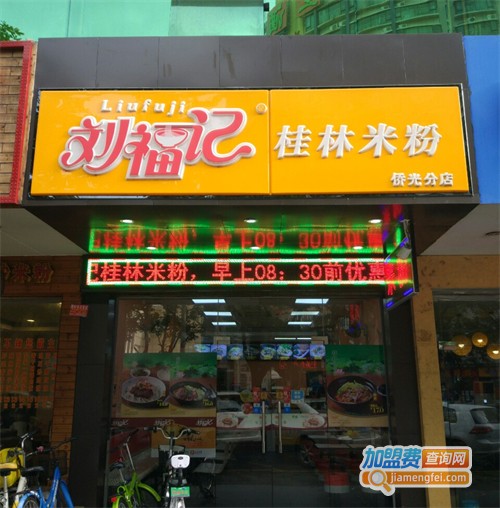 Liufuji
刘福记
桂林米粉
侨光分店
记桂林米粉，早上08：30前优惠
加盟费查询网
jiamengfei.com